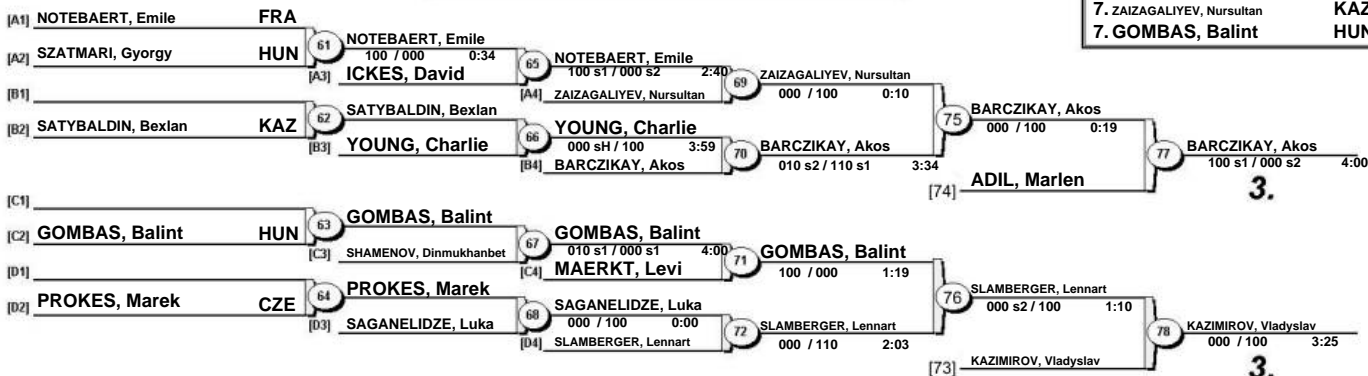 7. ZAIZAGALIYEV, Nursultan KAZ
7. GOMBAS, Balint HUN
[A1] NOTEBAERT, Emile FRA
61
NOTEBAERT, Emile
100 / 000 0:34
[A2] SZATMARI, Gyorgy HUN
[A3] ICKES, David
65
NOTEBAERT, Emile
100 s1 / 000 s2 2:40
[A4] ZAIZAGALIYEV, Nursultan
69
ZAIZAGALIYEV, Nursultan
000 / 100 0:10
[B1]
62
SATYBALDIN, Bexlan
[B2] SATYBALDIN, Bexlan KAZ
[B3] YOUNG, Charlie
66
YOUNG, Charlie
000 sH / 100 3:59
[B4] BARCZIKAY, Akos
70
BARCZIKAY, Akos
010 s2 / 110 s1 3:34
75
BARCZIKAY, Akos
000 / 100 0:19
[74] ADIL, Marlen
77
BARCZIKAY, Akos
100 s1 / 000 s2 4:00
3.
[C1]
63
GOMBAS, Balint
[C2] GOMBAS, Balint HUN
[C3] SHAMENOV, Dinmukhanbet
67
GOMBAS, Balint
010 s1 / 000 s1 4:00
[C4] MAERKT, Levi
71
GOMBAS, Balint
100 / 000 1:19
[D1]
64
PROKES, Marek
[D2] PROKES, Marek CZE
[D3] SAGANELIDZE, Luka
68
SAGANELIDZE, Luka
000 / 100 0:00
[D4] SLAMBERGER, Lennart
72
SLAMBERGER, Lennart
000 / 110 2:03
76
SLAMBERGER, Lennart
000 s2 / 100 1:10
[73] KAZIMIROV, Vladyslav
78
KAZIMIROV, Vladyslav
000 / 100 3:25
3.